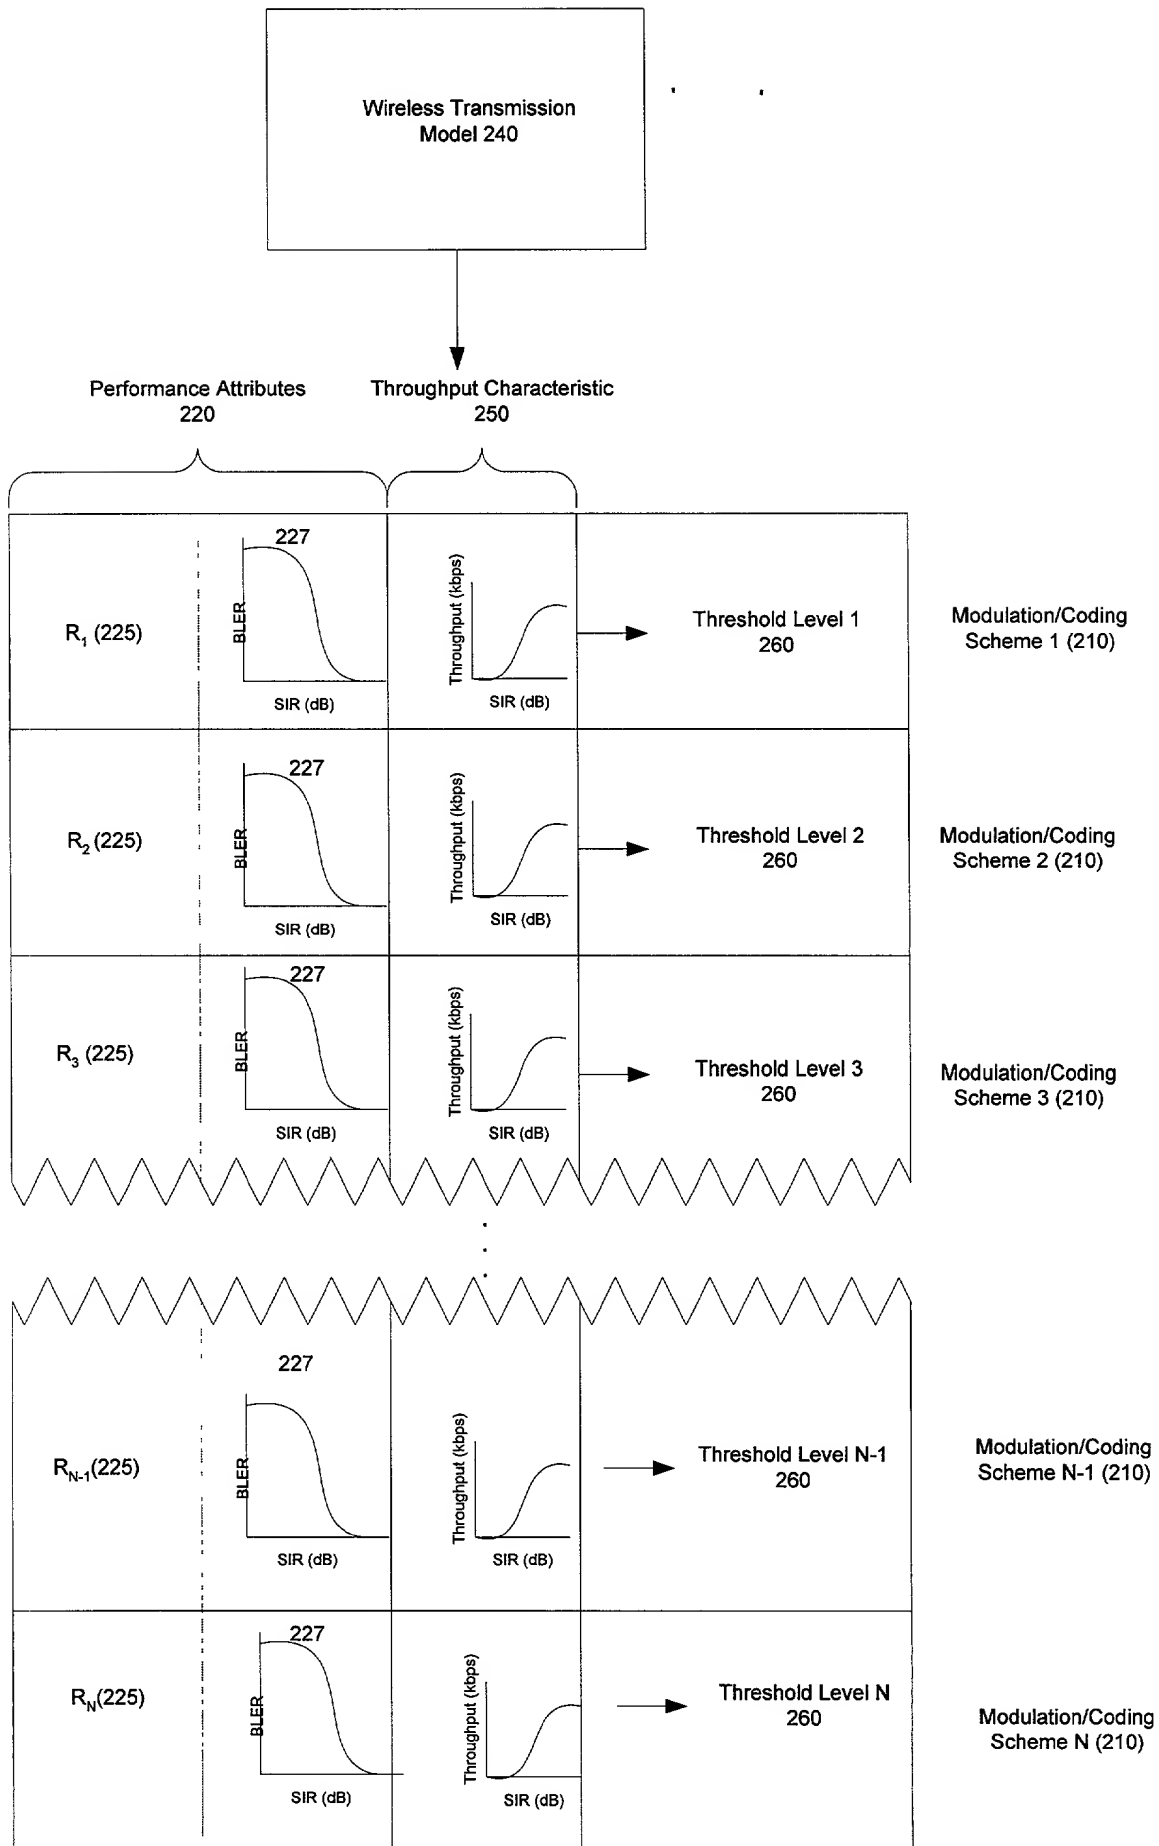 Wireless Transmission
Model 240
Performance Attributes
220
Throughput Characteristic
250
R1 (225)
227
BLER
SIR (dB)
Throughput (kbps)
SIR (dB)
Threshold Level 1
260
Modulation/Coding
Scheme 1 (210)
R2 (225)
227
BLER
SIR (dB)
Throughput (kbps)
SIR (dB)
Threshold Level 2
260
Modulation/Coding
Scheme 2 (210)
R3 (225)
227
BLER
SIR (dB)
Throughput (kbps)
SIR (dB)
Threshold Level 3
260
Modulation/Coding
Scheme 3 (210)
RN-1(225)
227
BLER
SIR (dB)
Throughput (kbps)
SIR (dB)
Threshold Level N-1
260
Modulation/Coding
Scheme N-1 (210)
RN(225)
227
BLER
SIR (dB)
Throughput (kbps)
SIR (dB)
Threshold Level N
260
Modulation/Coding
Scheme N (210)